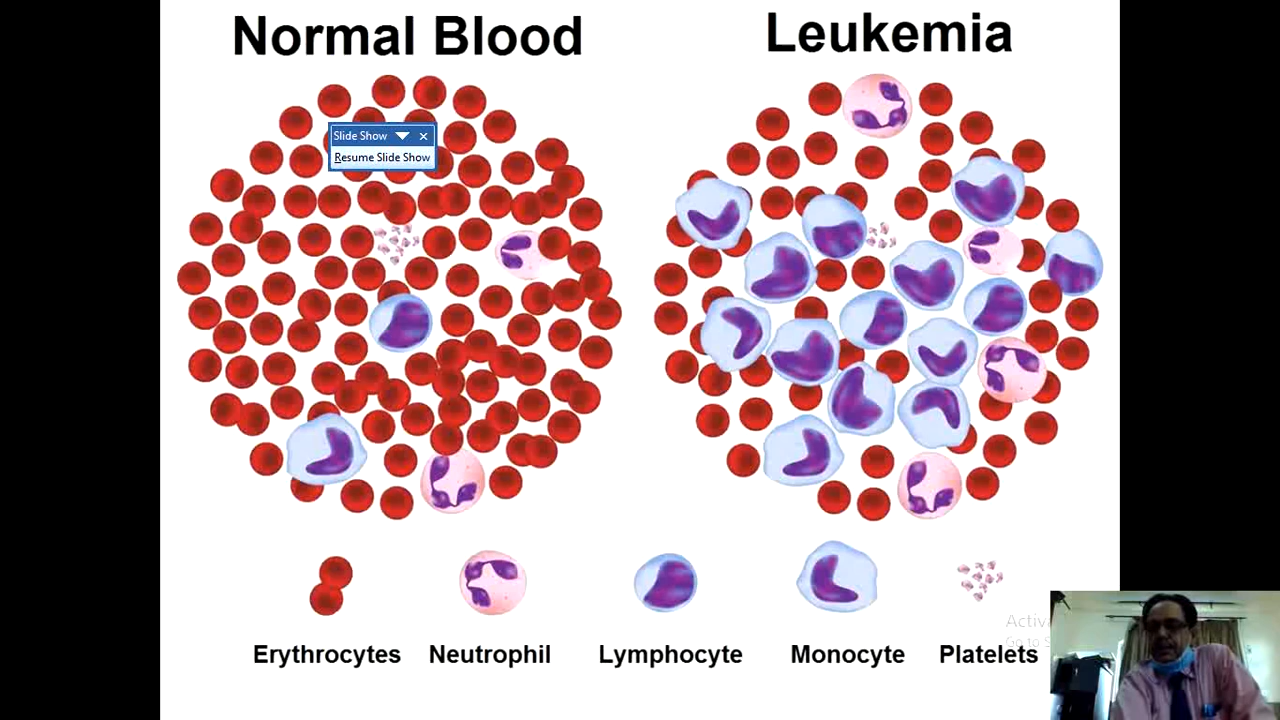 Normal Blood
Leukemia
Slide Show
Resume Slide Show
Erythrocytes
Neutrophil
Lymphocyte
Monocyte
Platelets